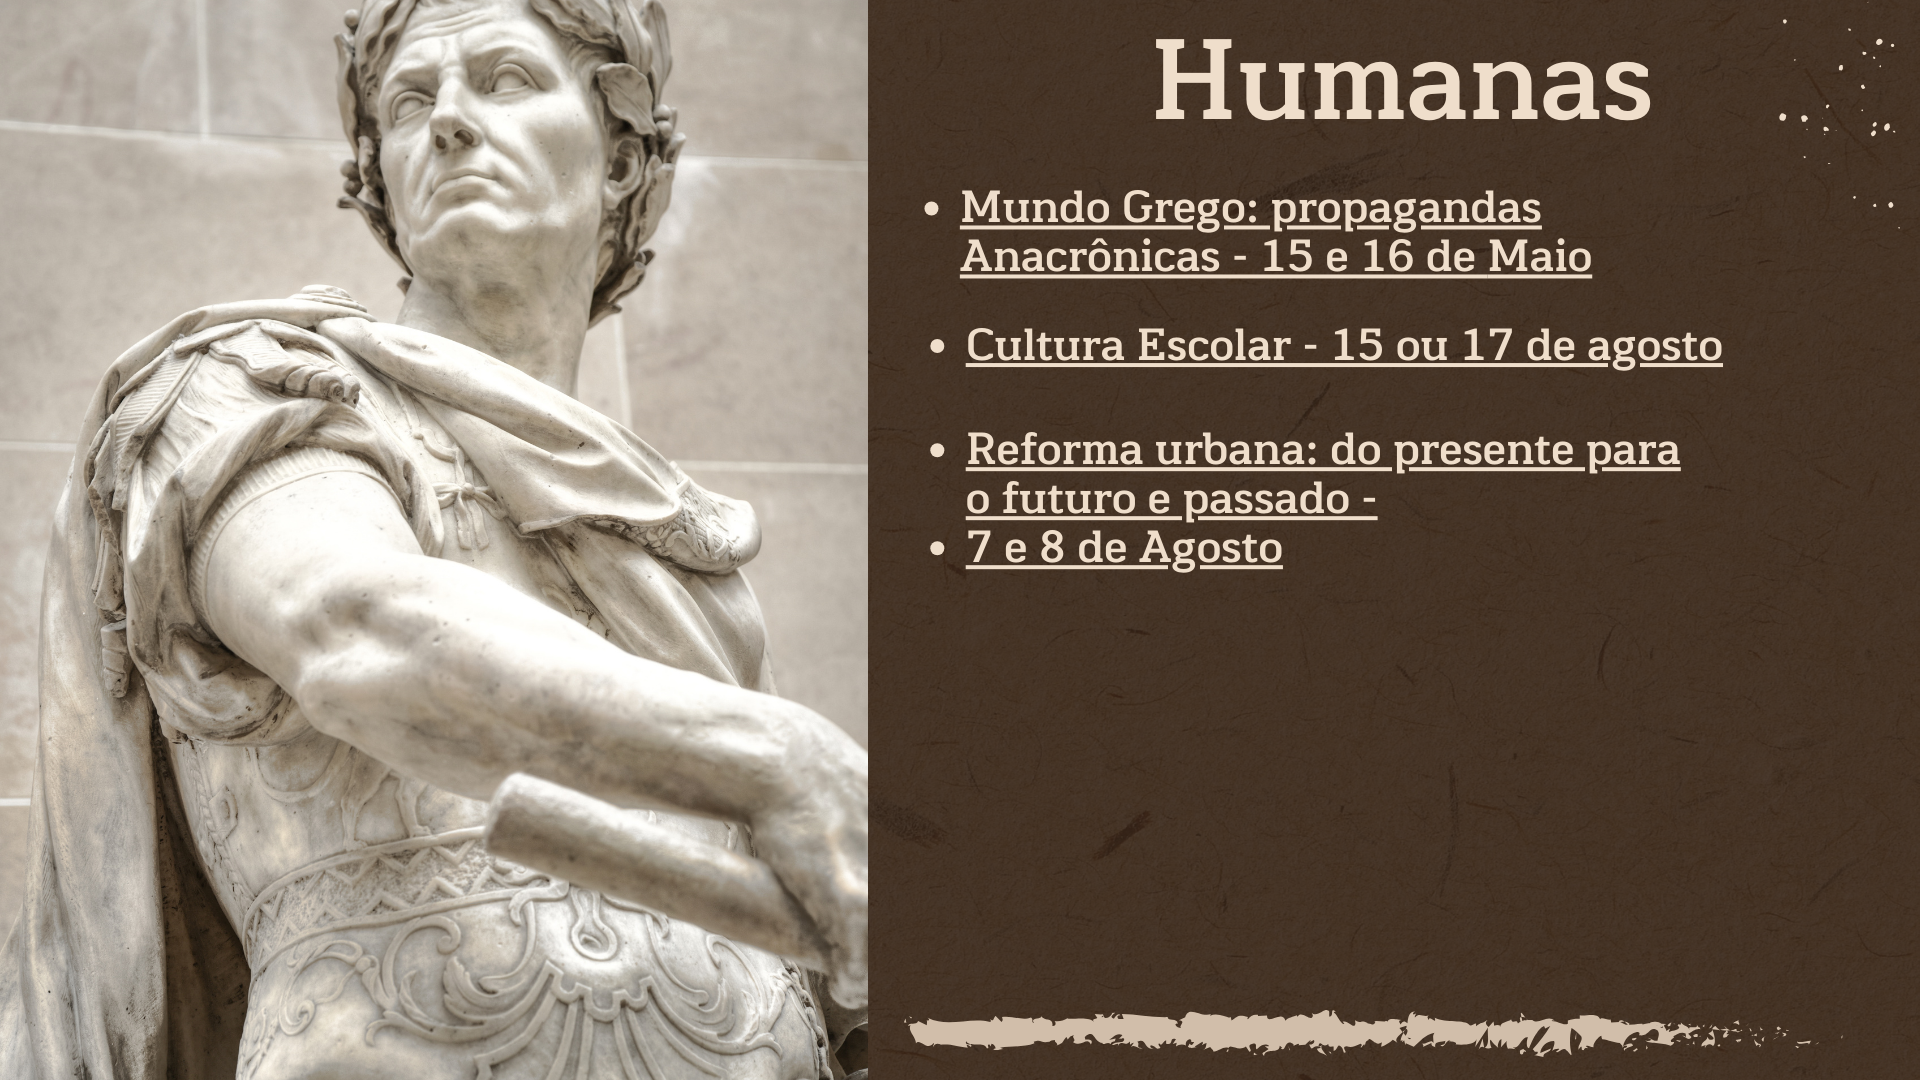 Humanas
• Mundo Grego: propagandas
Anacrônicas - 15 e 16 de Maio
• Cultura Escolar - 15 ou 17 de agosto
• Reforma urbana: do presente para
o futuro e passado -
• 7 e 8 de Agosto